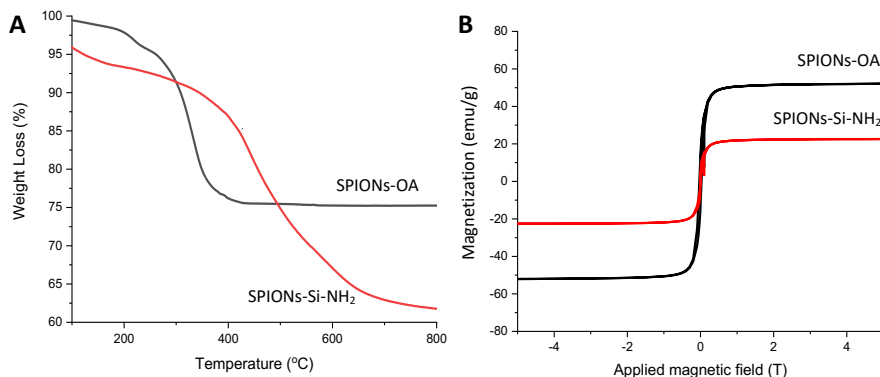 A
100
95
90
85
80
75
70
65
60
Weight Loss (%)
SPIONs-OA
SPIONs-Si-NH₂
200
400
600
800
Temperature (°C)
B
80
60
40
20
0
-20
-40
-60
-80
Magnetization (emu/g)
SPIONs-OA
SPIONs-Si-NH₂
-4
-2
0
2
4
Applied magnetic field (T)